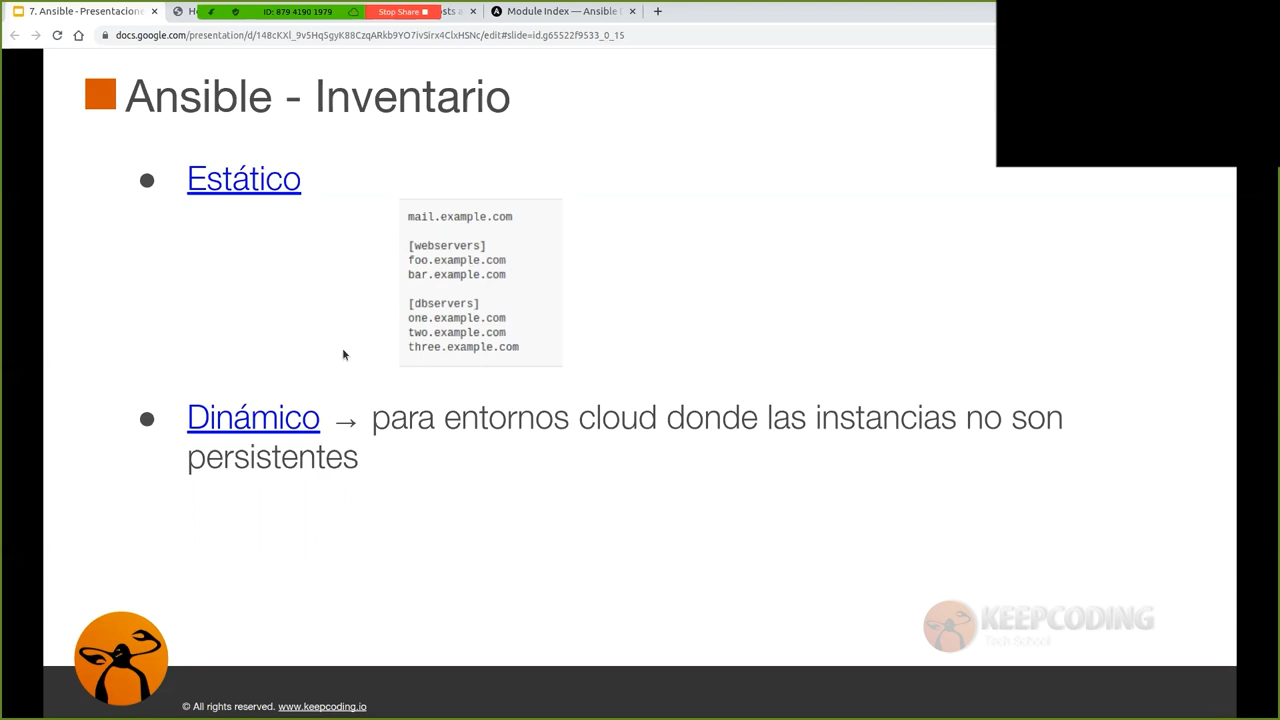 7. Ansible - Presentacione
ID: 879 4190 1979
Stop Share
Module Index — Ansible
docs.google.com/presentation/d/148cKXl_9v5Hq5gyK88CzqARkb9YO7ivSirx4ClxHSNc/edit#slide=id.g65522f9533_0_15
Ansible - Inventario
● Estático
mail.example.com
[webservers]
foo.example.com
bar.example.com
[dbservers]
one.example.com
two.example.com
three.example.com
● Dinámico → para entornos cloud donde las instancias no son
persistentes
KEEPCODING
Tech School
© All rights reserved. www.keepcoding.io